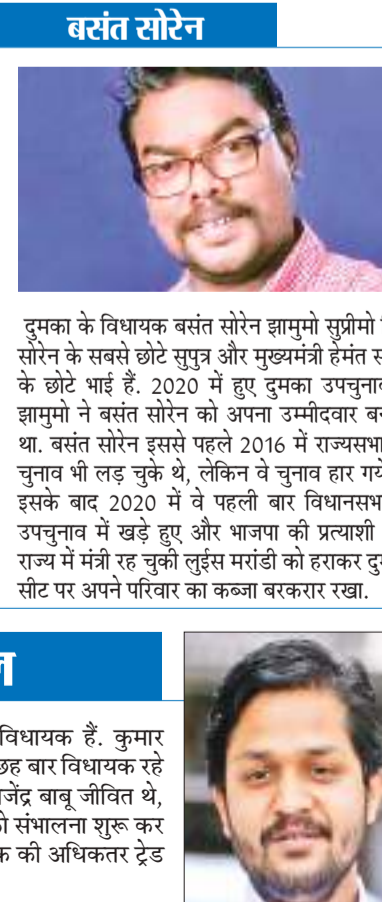 बसंत सोरेन
दुमका के विधायक बसंत सोरेन झामुमो सुप्रीमो
सोरेन के सबसे छोटे सुपुत्र और मुख्यमंत्री हेमंत
के छोटे भाई हैं. 2020 में हुए दुमका उपचुनाव
झामुमो ने बसंत सोरेन को अपना उम्मीदवार
था. बसंत सोरेन इससे पहले 2016 में राज्यसभा
चुनाव भी लड़ चुके थे, लेकिन वे चुनाव हार गये
इसके बाद 2020 में वे पहली बार विधानसभा
उपचुनाव में खड़े हुए और भाजपा की प्रत्याशी
राज्य में मंत्री रह चुकी लुईस मरांडी को हराकर
सीट पर अपने परिवार का कब्जा बरकरार रखा.
विधायक हैं. कुमार
छह बार विधायक रहे
बाबू जीवित थे,
संभालना शुरू कर
की अधिकतर ट्रेड